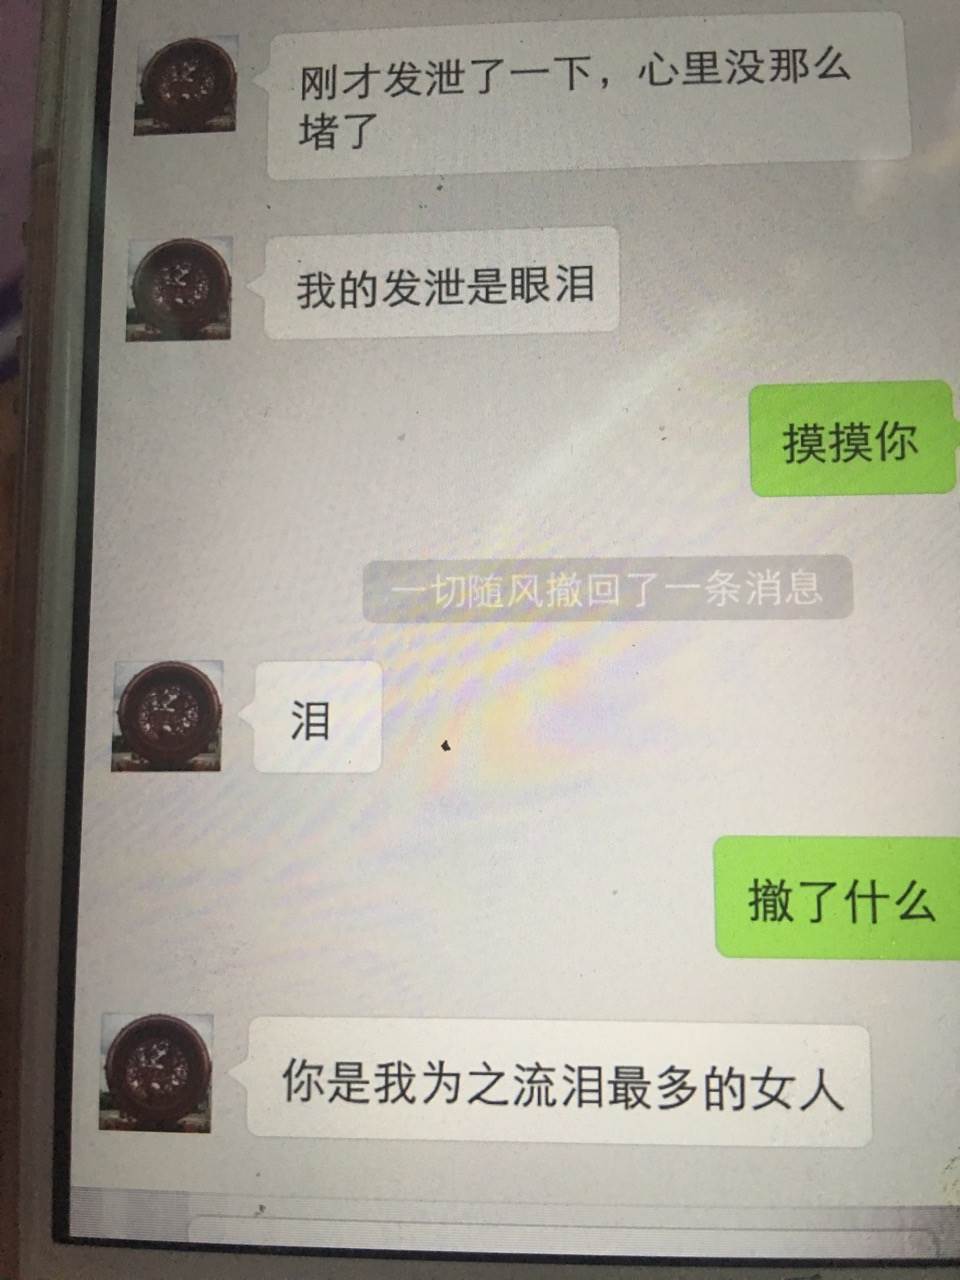 刚才发泄了一下，心里没那么
堵了
我的发泄是眼泪
摸摸你
一切随风撤回了一条消息
泪
撤了什么
你是我为之流泪最多的女人